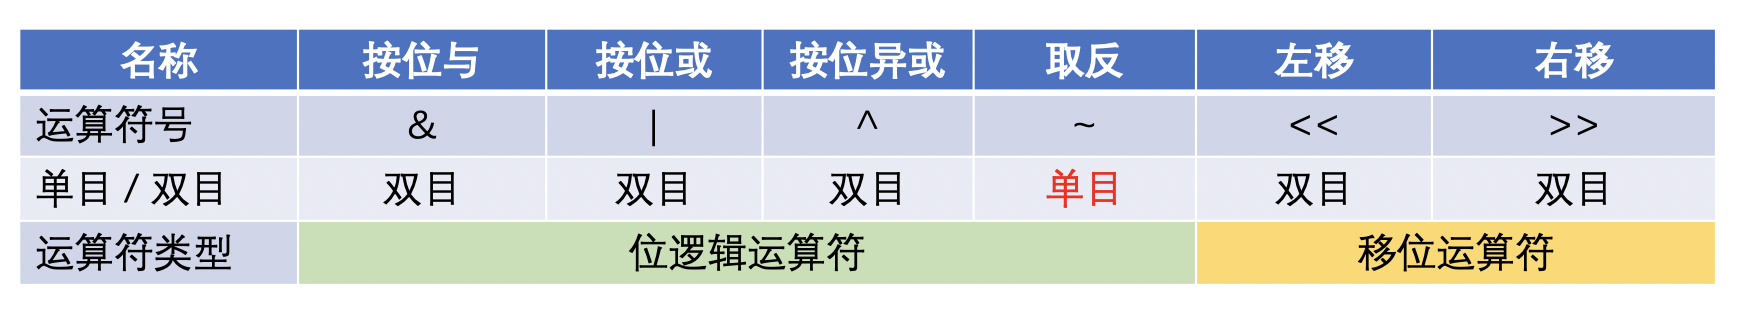 名称 按位与 按位或 按位异或 取反 左移 右移
运算符号 & | ^ ~ << >>
单目 / 双目 双目 双目 双目 单目 双目 双目
运算符类型 位逻辑运算符 移位运算符